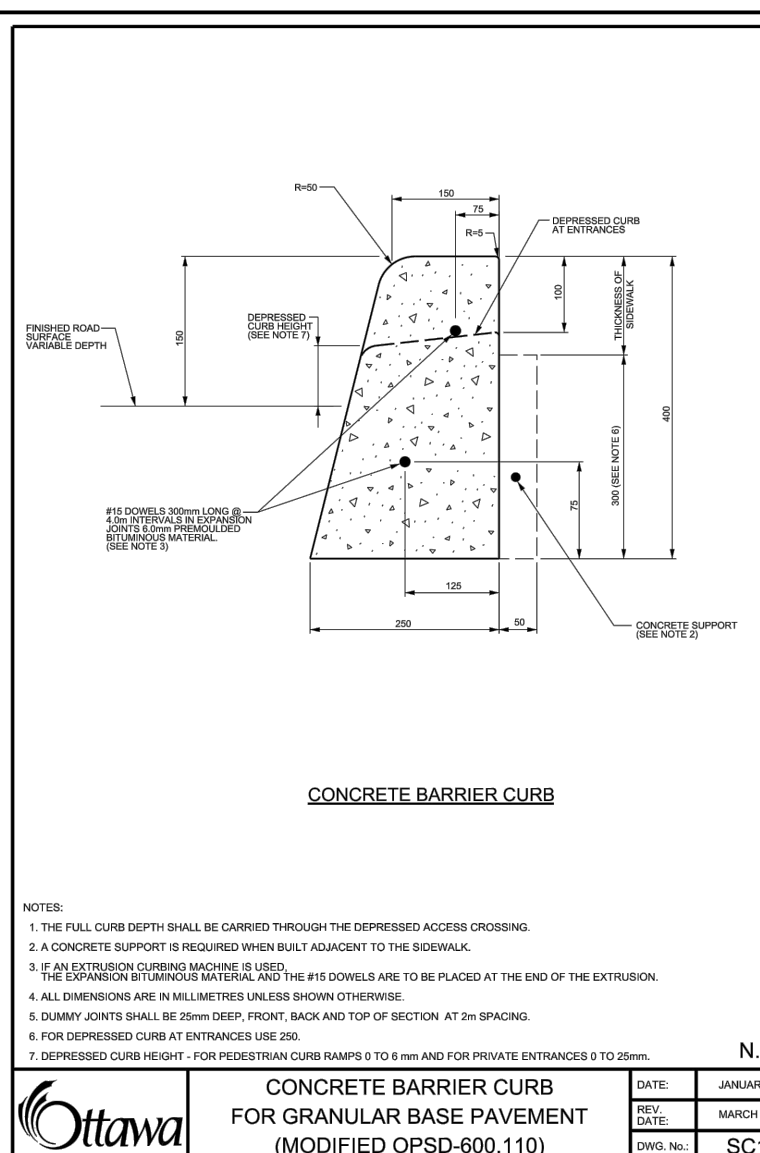 R=50
150
75
R=5
DEPRESSED CURB
AT ENTRANCES
FINISHED ROAD
SURFACE
VARIABLE DEPTH
150
DEPRESSED
CURB HEIGHT
(SEE NOTE 7)
100
THICKNESS OF
SIDEWALK
400
300 (SEE NOTE 6)
75
#15 DOWELS 300mm LONG @
4.0m INTERVALS IN EXPANSION
JOINTS 6.0mm PREMOULDED
BITUMINOUS MATERIAL.
(SEE NOTE 3)
125
250
50
CONCRETE SUPPORT
(SEE NOTE 2)
CONCRETE BARRIER CURB
NOTES:
1. THE FULL CURB DEPTH SHALL BE CARRIED THROUGH THE DEPRESSED ACCESS CROSSING.
2. A CONCRETE SUPPORT IS REQUIRED WHEN BUILT ADJACENT TO THE SIDEWALK.
3. IF AN EXTRUSION CURBING MACHINE IS USED,
THE EXPANSION BITUMINOUS MATERIAL AND THE #15 DOWELS ARE TO BE PLACED AT THE END OF THE EXTRUSION.
4. ALL DIMENSIONS ARE IN MILLIMETRES UNLESS SHOWN OTHERWISE.
5. DUMMY JOINTS SHALL BE 25mm DEEP, FRONT, BACK AND TOP OF SECTION AT 2m SPACING.
6. FOR DEPRESSED CURB AT ENTRANCES USE 250.
7. DEPRESSED CURB HEIGHT - FOR PEDESTRIAN CURB RAMPS 0 TO 6 mm AND FOR PRIVATE ENTRANCES 0 TO 25mm.
N.
Ottawa
CONCRETE BARRIER CURB
FOR GRANULAR BASE PAVEMENT
(MODIFIED OPSD-600.110)
DATE: JANUAR
REV. DATE: MARCH
DWG. No.: SC1